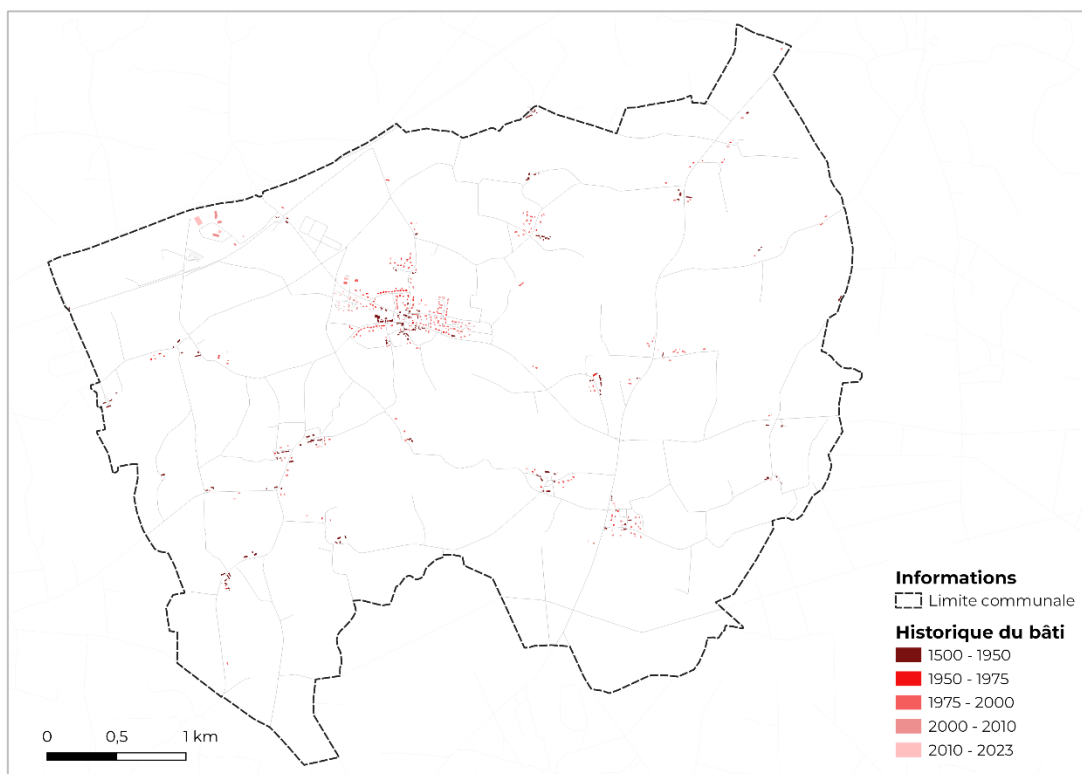 Informations
Limite communale
Historique du bâti
1500 - 1950
1950 - 1975
1975 - 2000
2000 - 2010
2010 - 2023
0 0,5 1 km